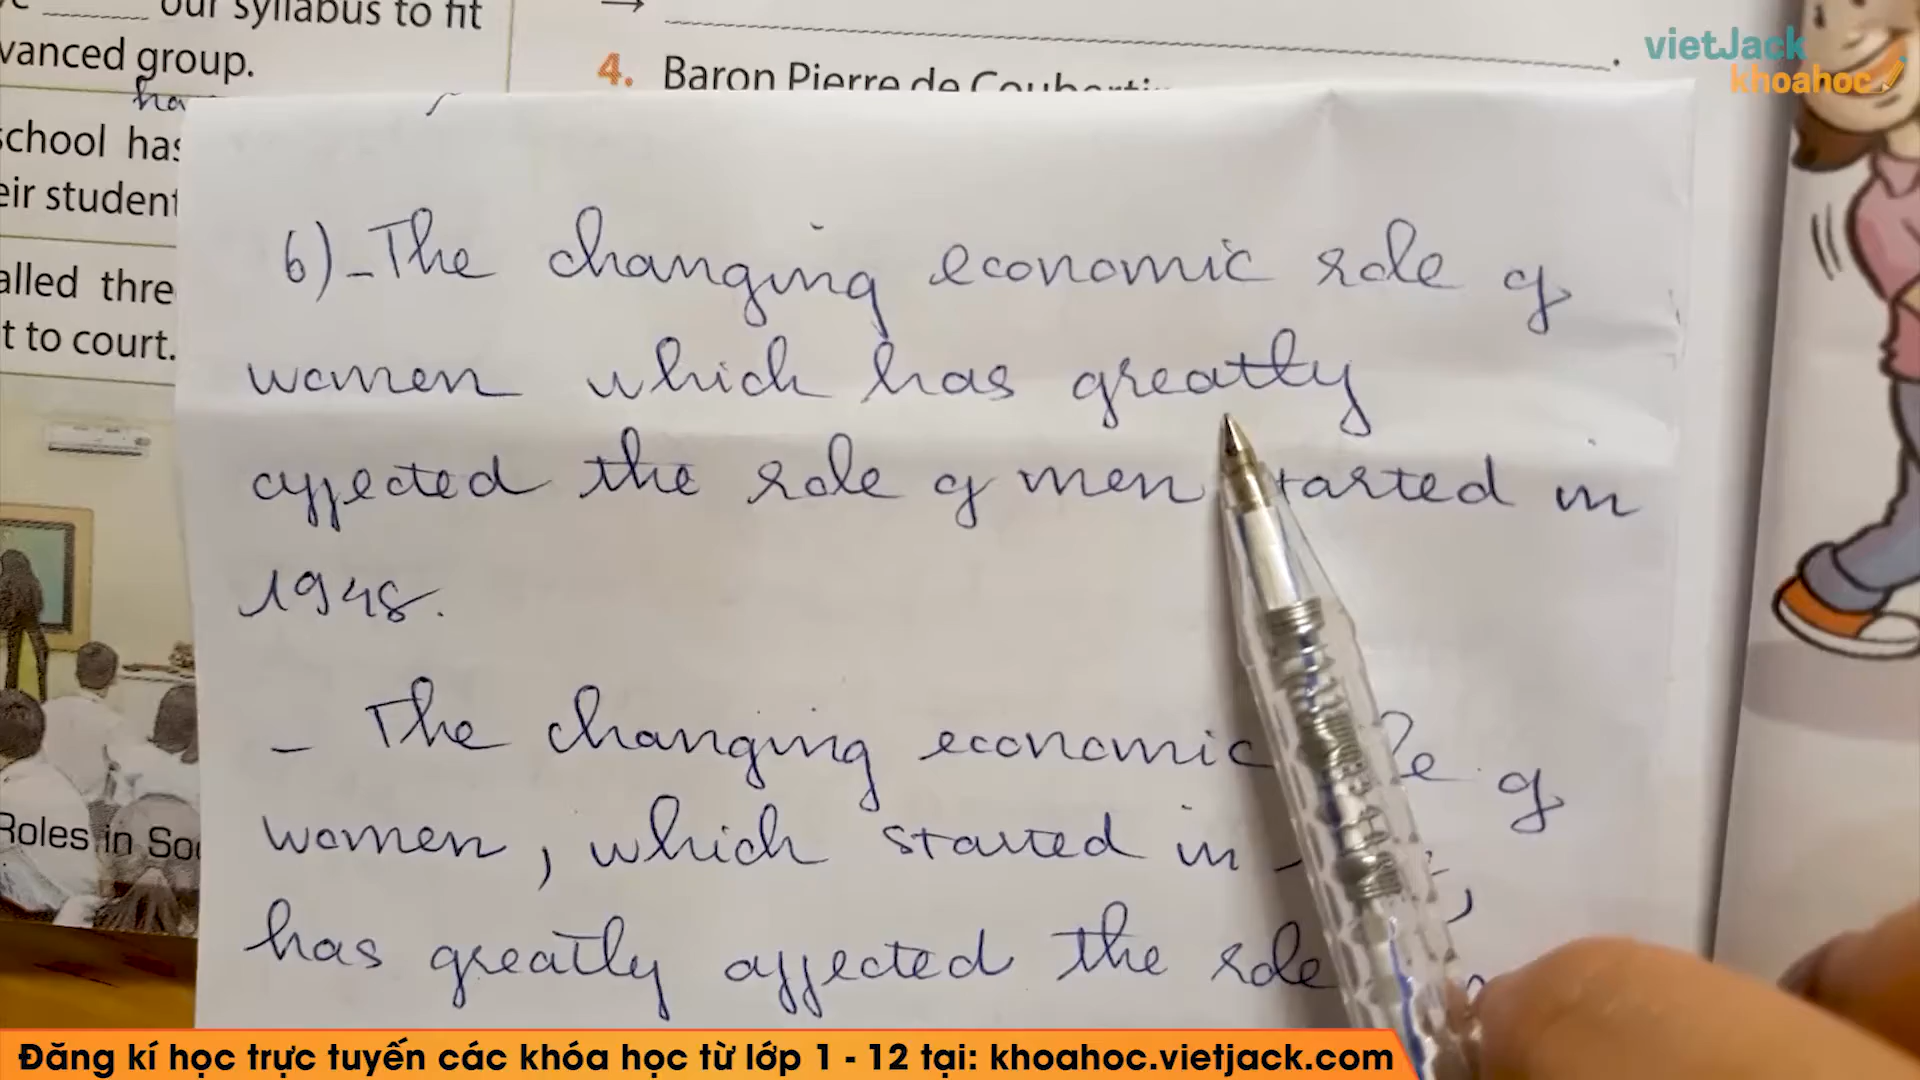 our syllabus to fit
vanced group.
4. Baron Pierre de Coubertin
vietJack
khoahoc
school has
eir student
alled thre
t to court.
6) - The changing economic role of
women which has greatly
affected the role of men started in
1948.
- The changing economic role of
women, which started in
has greatly affected the role
Roles in Soc
Đăng kí học trực tuyến các khóa học từ lớp 1 - 12 tại: khoahoc.vietjack.com